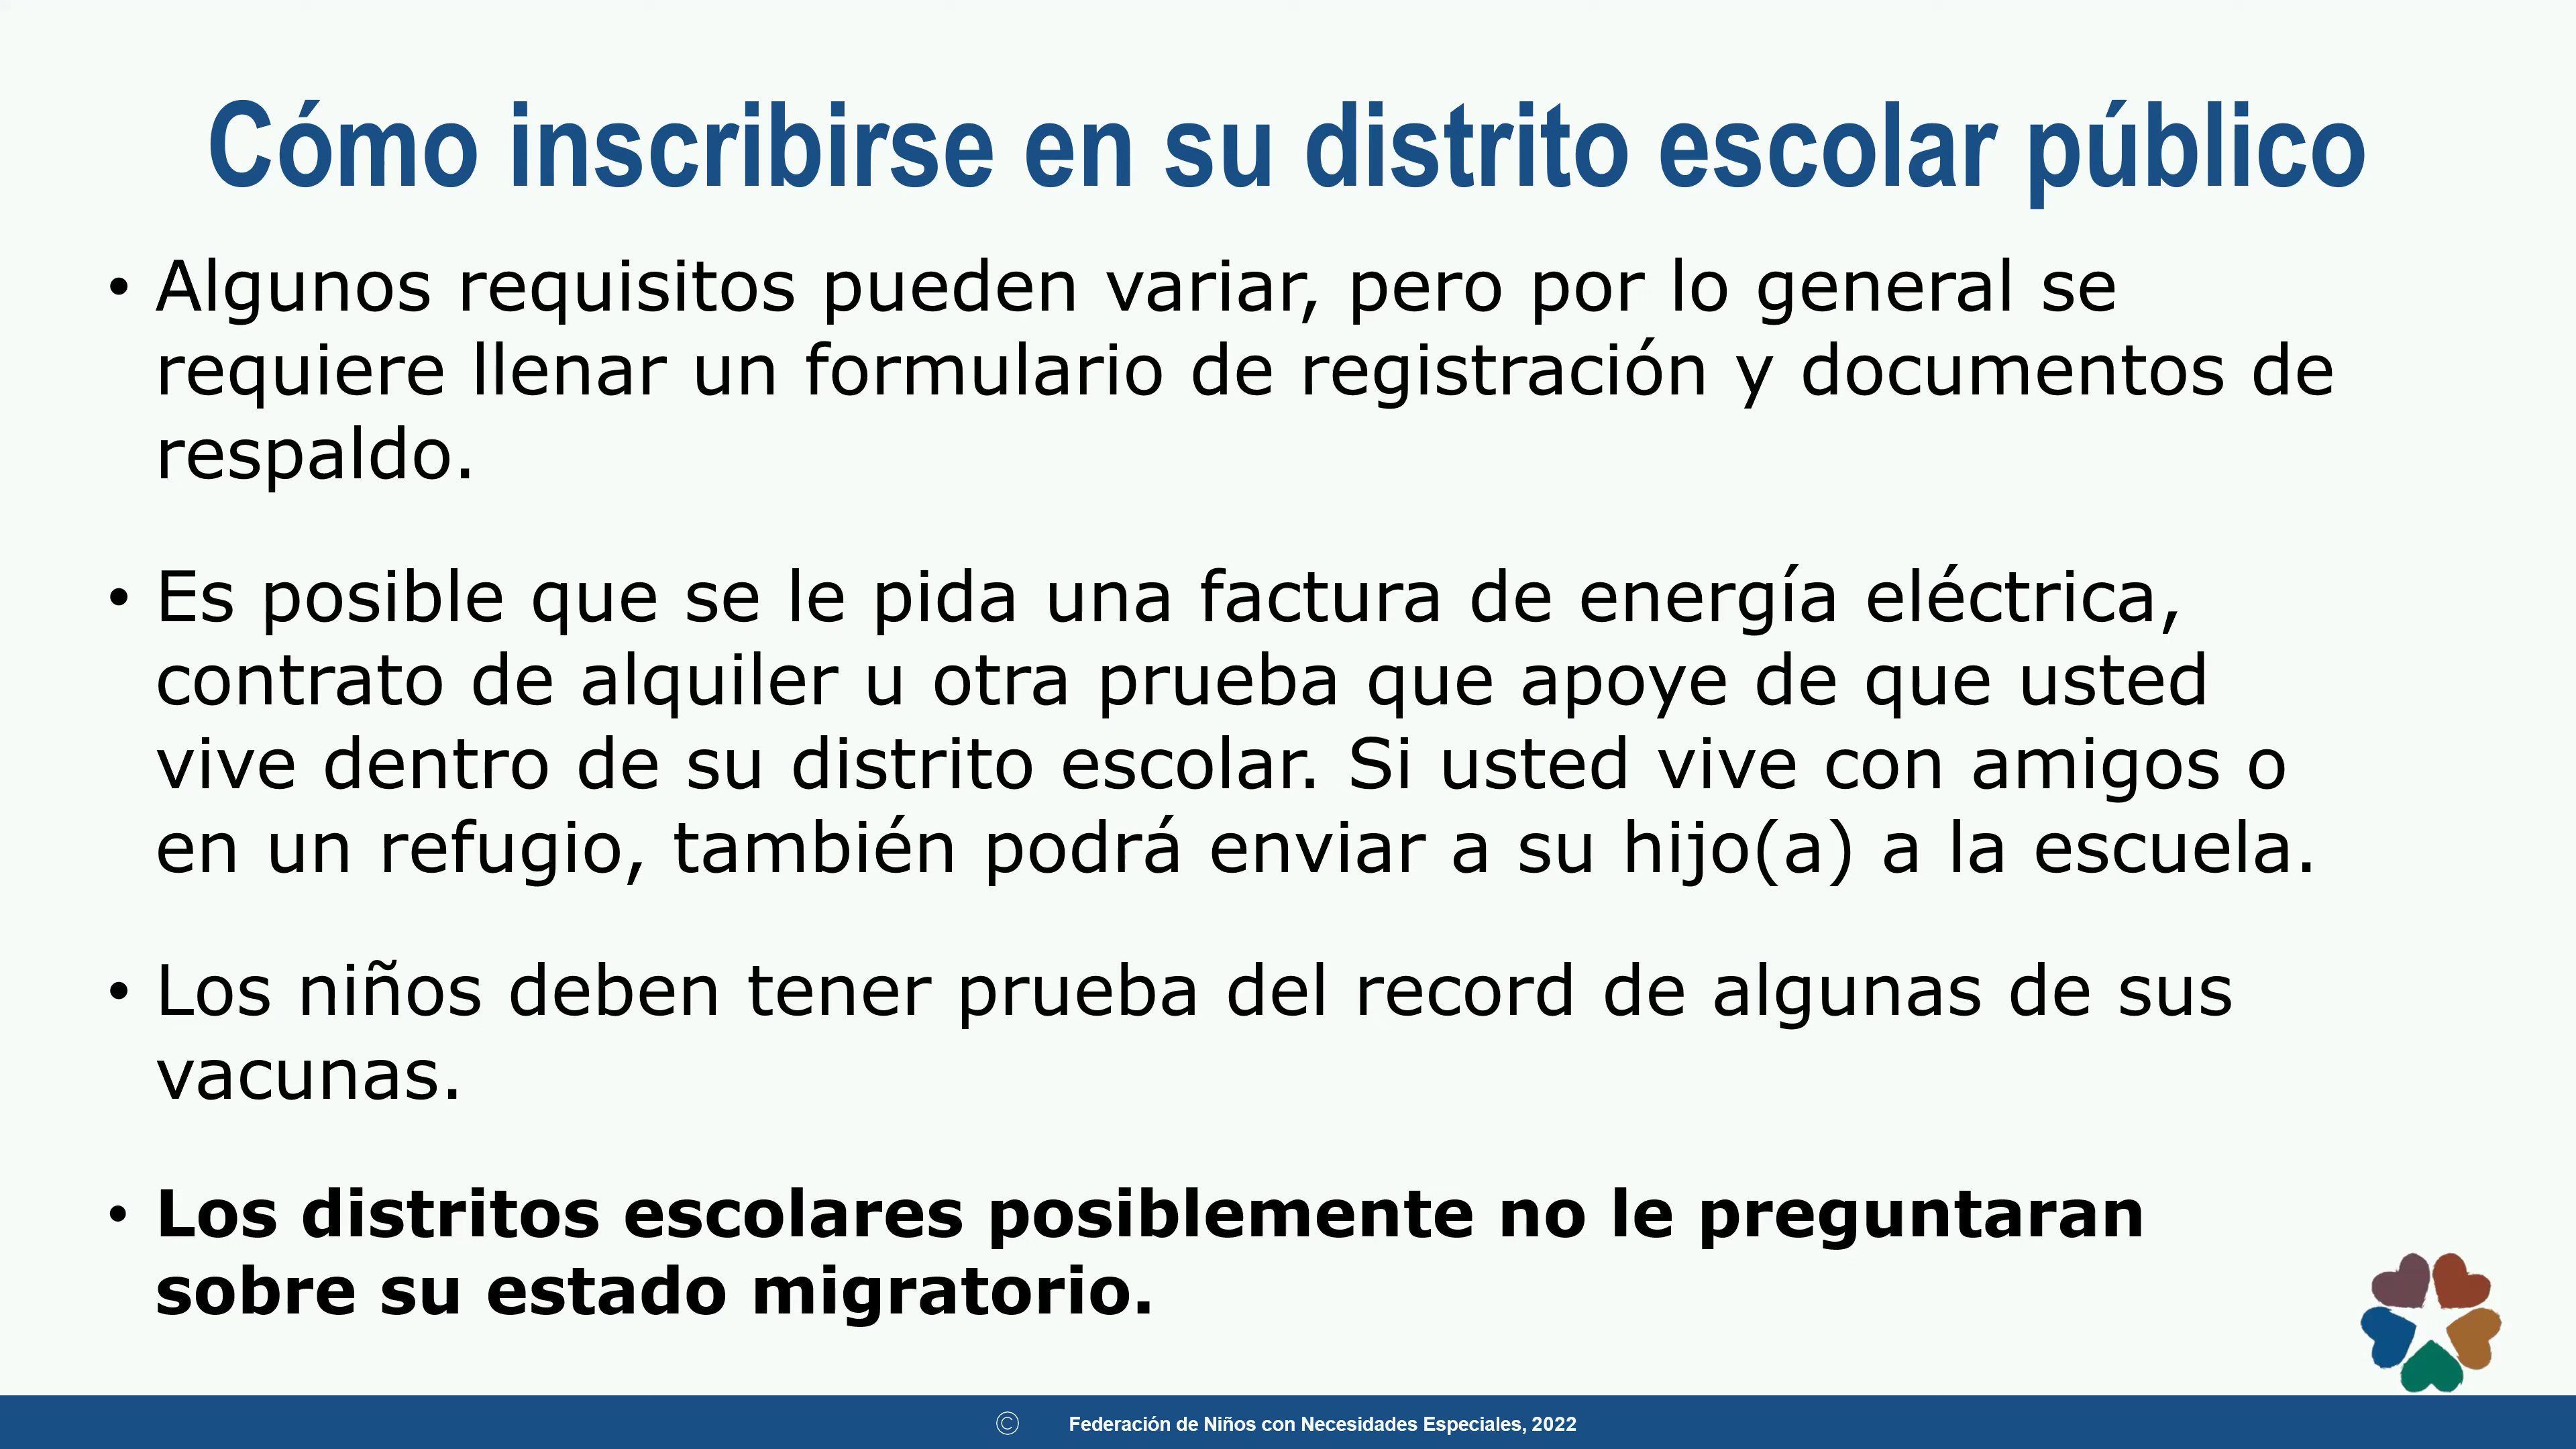 Cómo inscribirse en su distrito escolar público
• Algunos requisitos pueden variar, pero por lo general se
requiere llenar un formulario de registración y documentos de
respaldo.
• Es posible que se le pida una factura de energía eléctrica,
contrato de alquiler u otra prueba que apoye de que usted
vive dentro de su distrito escolar. Si usted vive con amigos o
en un refugio, también podrá enviar a su hijo(a) a la escuela.
• Los niños deben tener prueba del record de algunas de sus
vacunas.
• Los distritos escolares posiblemente no le preguntaran
sobre su estado migratorio.
© Federación de Niños con Necesidades Especiales, 2022